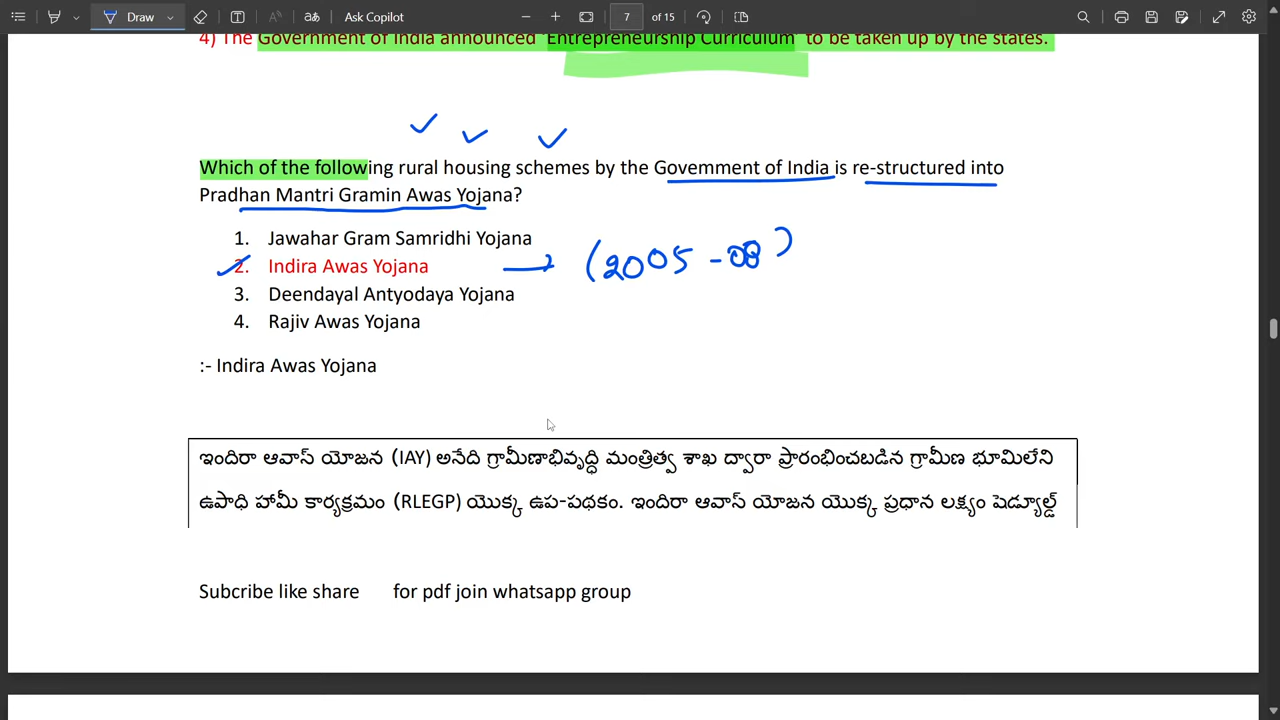 Draw
Ask Copilot
7 of 15
4) The Government of India announced 'Entrepreneurship Curriculum' to be taken up by the states.
Which of the following rural housing schemes by the Govemment of India is re-structured into
Pradhan Mantri Gramin Awas Yojana?
1. Jawahar Gram Samridhi Yojana
2. Indira Awas Yojana (2005-08)
3. Deendayal Antyodaya Yojana
4. Rajiv Awas Yojana
:- Indira Awas Yojana
ఇందిరా ఆవాస్ యోజన (IAY) అనేది గ్రామీణాభివృద్ధి మంత్రిత్వ శాఖ ద్వారా ప్రారంభించబడిన గ్రామీణ భూమిలేని
ఉపాధి హామీ కార్యక్రమం (RLEGP) యొక్క ఉప-పథకం. ఇందిరా ఆవాస్ యోజన యొక్క ప్రధాన లక్ష్యం షెడ్యూల్డ్
Subcribe like share for pdf join whatsapp group